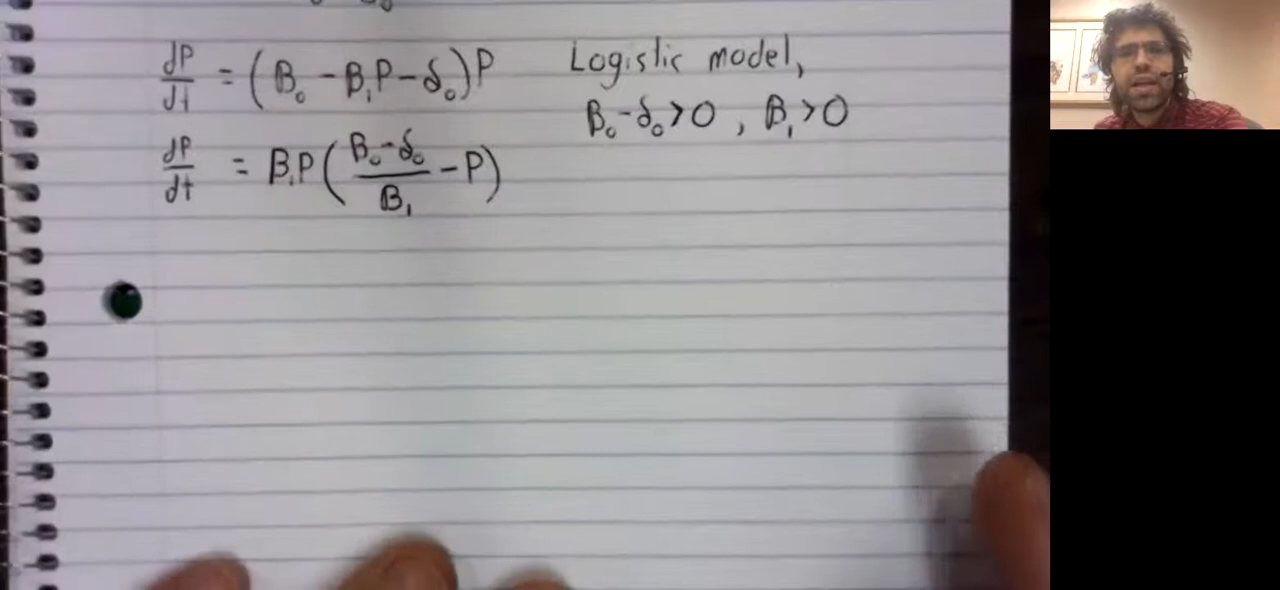 dP/dt = (β₀ - β₁P - δ₀)P
Logistic model,
β₀ - δ₀ > 0 , β₁ > 0
dP/dt = β₁P((β₀ - δ₀)/β₁ - P)